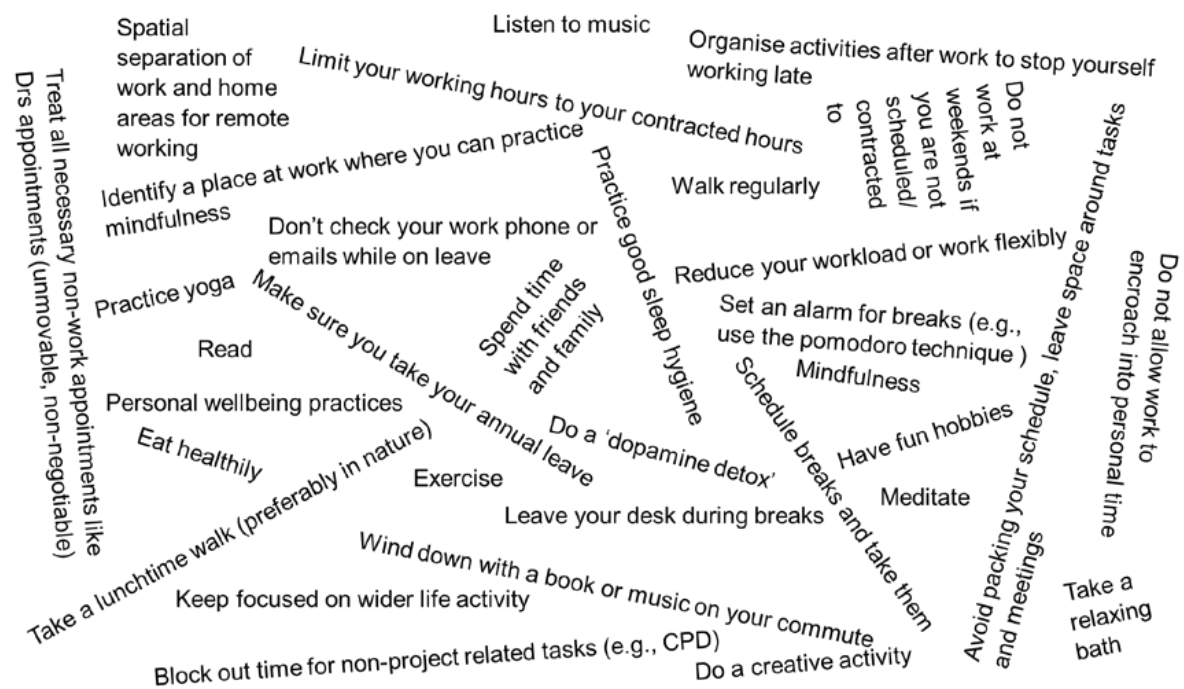 Spatial
separation of
work and home
areas for remote
working
Listen to music
Organise activities after work to stop yourself
working late
Limit your working hours to your contracted hours
Treat all necessary non-work appointments like
Drs appointments (unmovable, non-negotiable)
Do not
work at
weekends if
you are not
scheduled/
contracted
to
Identify a place at work where you can practice
mindfulness
Practice good sleep hygiene
Walk regularly
Avoid packing your schedule, leave space around tasks
and meetings
Don't check your work phone or
emails while on leave
Reduce your workload or work flexibly
Do not allow work to
encroach into personal time
Practice yoga
Make sure you take your annual leave
Spend time
with friends
and family
Set an alarm for breaks (e.g.,
use the pomodoro technique )
Read
Mindfulness
Schedule breaks and take them
Personal wellbeing practices
Have fun hobbies
Eat healthily
Do a ‘dopamine detox’
Exercise
Meditate
Take a lunchtime walk (preferably in nature)
Leave your desk during breaks
Wind down with a book or music on your commute
Keep focused on wider life activity
Take a
relaxing
bath
Block out time for non-project related tasks (e.g., CPD)
Do a creative activity